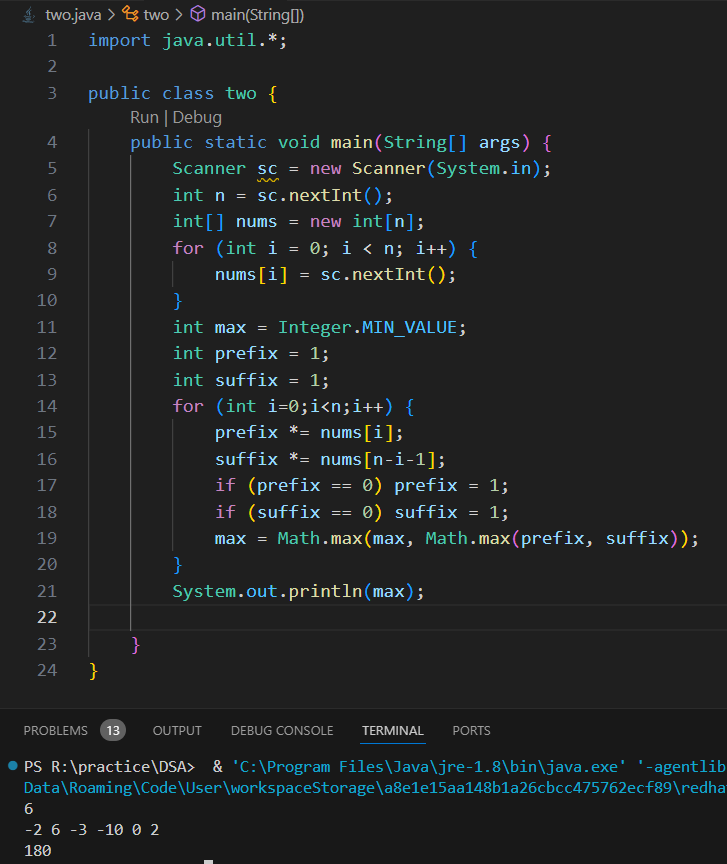 two.java > two > main(String[])
1 import java.util.*;
2
3 public class two {
Run | Debug
4 public static void main(String[] args) {
5 Scanner sc = new Scanner(System.in);
6 int n = sc.nextInt();
7 int[] nums = new int[n];
8 for (int i = 0; i < n; i++) {
9 nums[i] = sc.nextInt();
10 }
11 int max = Integer.MIN_VALUE;
12 int prefix = 1;
13 int suffix = 1;
14 for (int i=0;i<n;i++) {
15 prefix *= nums[i];
16 suffix *= nums[n-i-1];
17 if (prefix == 0) prefix = 1;
18 if (suffix == 0) suffix = 1;
19 max = Math.max(max, Math.max(prefix, suffix));
20 }
21 System.out.println(max);
22
23 }
24 }
PROBLEMS 13 OUTPUT DEBUG CONSOLE TERMINAL PORTS
PS R:\practice\DSA> & 'C:\Program Files\Java\jre-1.8\bin\java.exe' '-agentlib
Data\Roaming\Code\User\workspaceStorage\a8e1e15aa148b1a26cbcc475762ecf89\redha
6
-2 6 -3 -10 0 2
180